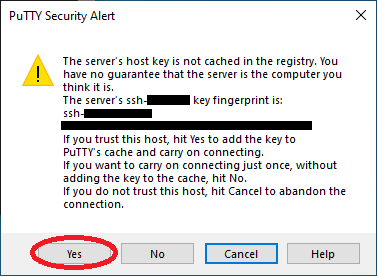 PuTTY Security Alert
The server's host key is not cached in the registry. You
have no guarantee that the server is the computer you
think it is.
The server's ssh- key fingerprint is:
ssh-
If you trust this host, hit Yes to add the key to
PuTTY's cache and carry on connecting.
If you want to carry on connecting just once, without
adding the key to the cache, hit No.
If you do not trust this host, hit Cancel to abandon the
connection.
Yes No Cancel Help